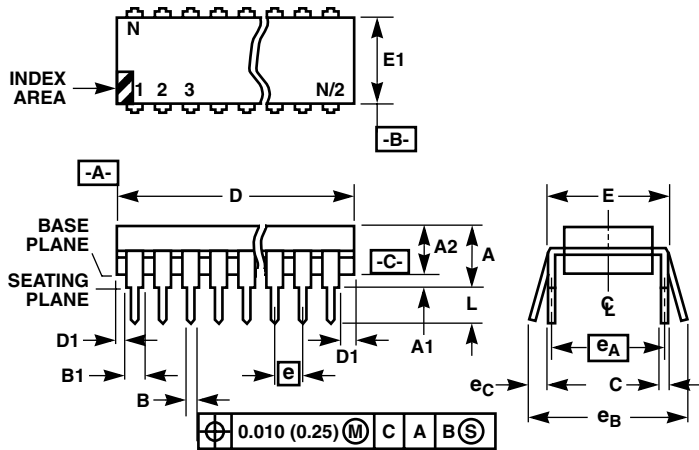 N
INDEX
AREA
1 2 3 N/2
E1
-B-
-A-
D
E
BASE
PLANE
A2
A
-C-
SEATING
PLANE
L
C L
D1
B1
A1
D1
e
eA
B
eC
C
eB
0.010 (0.25) M C A B S